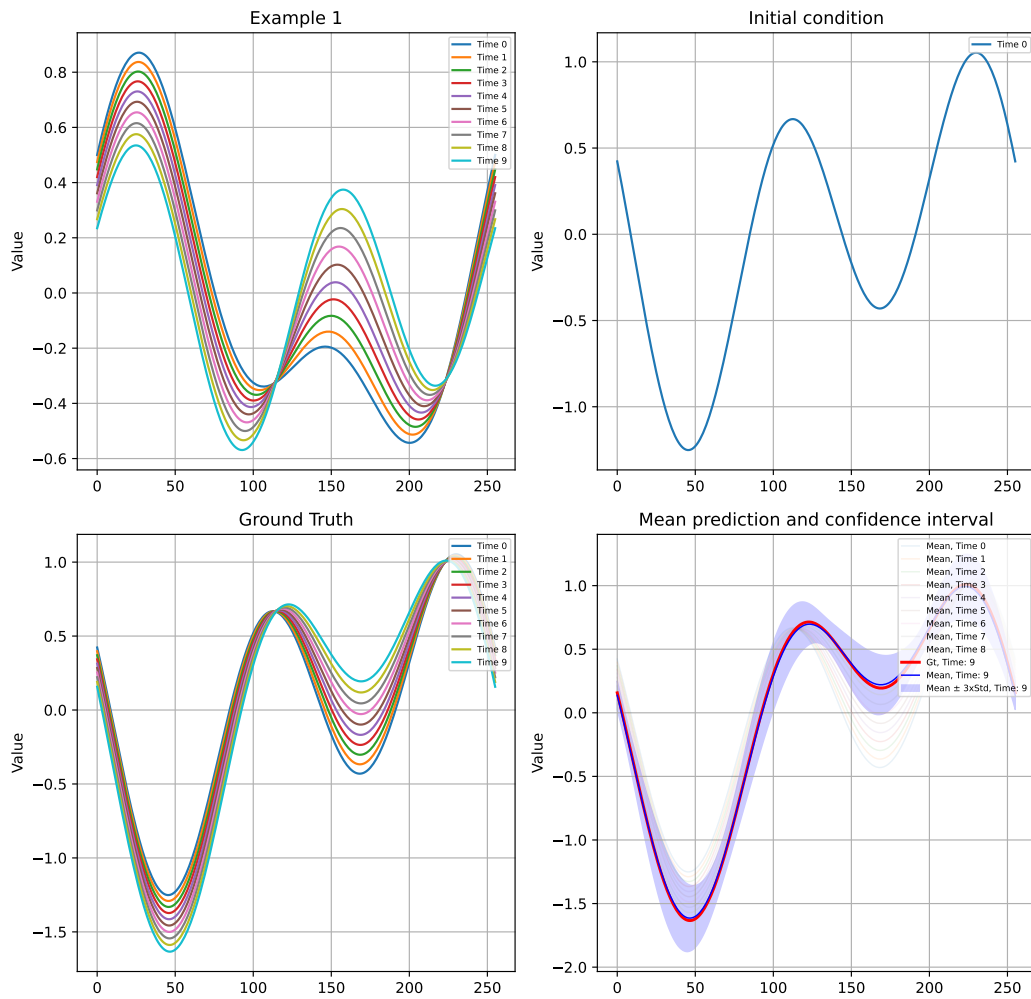 Example 1
Value
0.8
0.6
0.4
0.2
0.0
−0.2
−0.4
−0.6
0 50 100 150 200 250
Time 0
Time 1
Time 2
Time 3
Time 4
Time 5
Time 6
Time 7
Time 8
Time 9
Initial condition
Value
1.0
0.5
0.0
−0.5
−1.0
0 50 100 150 200 250
Time 0
Ground Truth
Value
1.0
0.5
0.0
−0.5
−1.0
−1.5
0 50 100 150 200 250
Time 0
Time 1
Time 2
Time 3
Time 4
Time 5
Time 6
Time 7
Time 8
Time 9
Mean prediction and confidence interval
Value
1.0
0.5
0.0
−0.5
−1.0
−1.5
−2.0
0 50 100 150 200 250
Mean, Time 0
Mean, Time 1
Mean, Time 2
Mean, Time 3
Mean, Time 4
Mean, Time 5
Mean, Time 6
Mean, Time 7
Mean, Time 8
Gt, Time: 9
Mean, Time: 9
Mean ± 3xStd, Time: 9